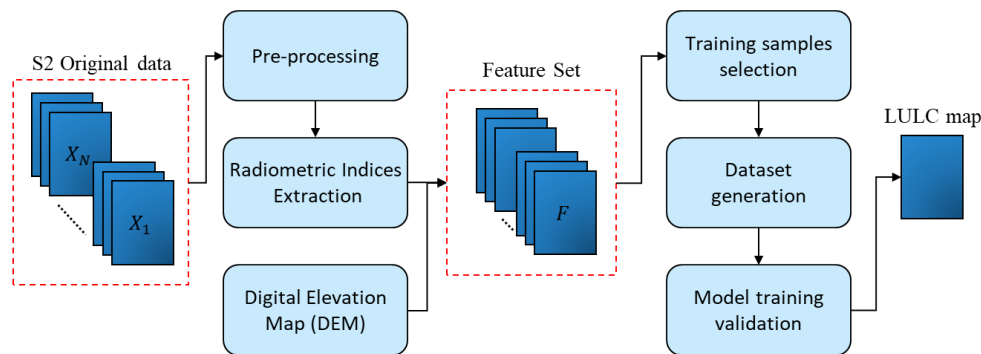 S2 Original data
X_N
X_1
Pre-processing
Radiometric Indices
Extraction
Digital Elevation
Map (DEM)
Feature Set
F
Training samples
selection
Dataset
generation
Model training
validation
LULC map